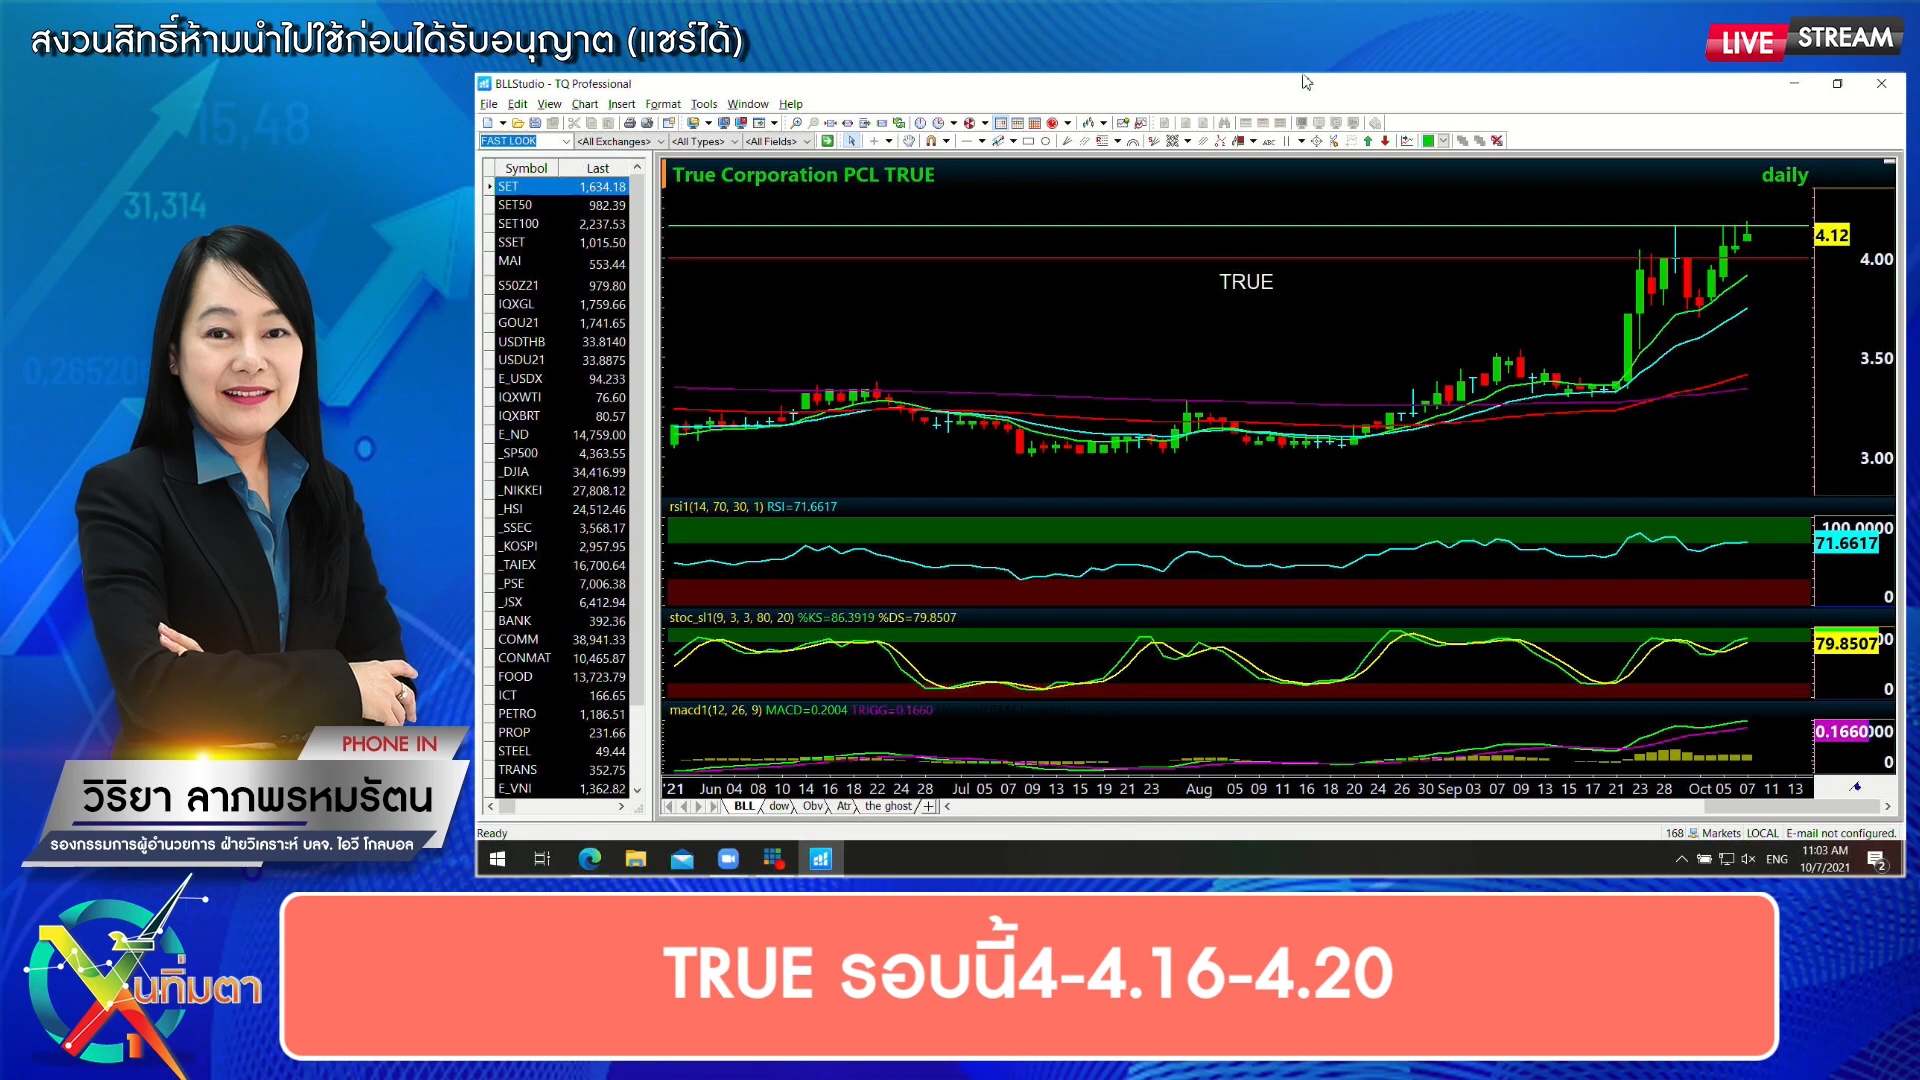 สงวนสิทธิ์ห้ามนำไปใช้ก่อนได้รับอนุญาต (แชร์ได้)
LIVE STREAM
15,48
31,314
0,265206
BLLStudio - TQ Professional
File Edit View Chart Insert Format Tools Window Help
FAST LOOK <All Exchanges> <All Types> <All Fields>
Symbol Last
SET 1,634.18
SET50 982.39
SET100 2,237.53
SSET 1,015.50
MAI 553.44
S50Z21 979.80
IQXGL 1,759.66
GOU21 1,741.65
USDTHB 33.8140
USDU21 33.8875
E_USDX 94.233
IQXWTI 76.60
IQXBRT 80.57
E_ND 14,759.00
_SP500 4,363.55
_DJIA 34,416.99
_NIKKEI 27,808.12
_HSI 24,512.46
_SSEC 3,568.17
_KOSPI 2,957.95
_TAIEX 16,700.64
_PSE 7,006.38
_JSX 6,412.94
BANK 392.36
COMM 38,941.33
CONMAT 10,465.87
FOOD 13,723.79
ICT 166.65
PETRO 1,186.51
PROP 231.66
STEEL 49.44
TRANS 352.75
E_VNI 1,362.82
True Corporation PCL TRUE daily
TRUE
4.12
4.00
3.50
3.00
rsi1(14, 70, 30, 1) RSI=71.6617
100.0000
71.6617
0
stoc_sl1(9, 3, 3, 80, 20) %KS=86.3919 %DS=79.8507
79.8507
0
macd1(12, 26, 9) MACD=0.2004 TRIGG=0.1660
0.1660
0
'21 Jun 04 08 10 14 16 18 22 24 28 Jul 05 07 09 13 15 19 21 23 Aug 05 09 11 16 18 20 24 26 30 Sep 03 07 09 13 15 17 21 23 27 29 Oct 05 07 11 13
BLL dow Obv Atr the ghost
Ready
168 Markets LOCAL E-mail not configured.
ENG
11:03 AM
10/7/2021
2
PHONE IN
วิริยา ลาภพรหมรัตน
รองกรรมการผู้อำนวยการ ฝ่ายวิเคราะห์ บลจ. ไอวี โกลบอล
TRUE รอบนี้4-4.16-4.20